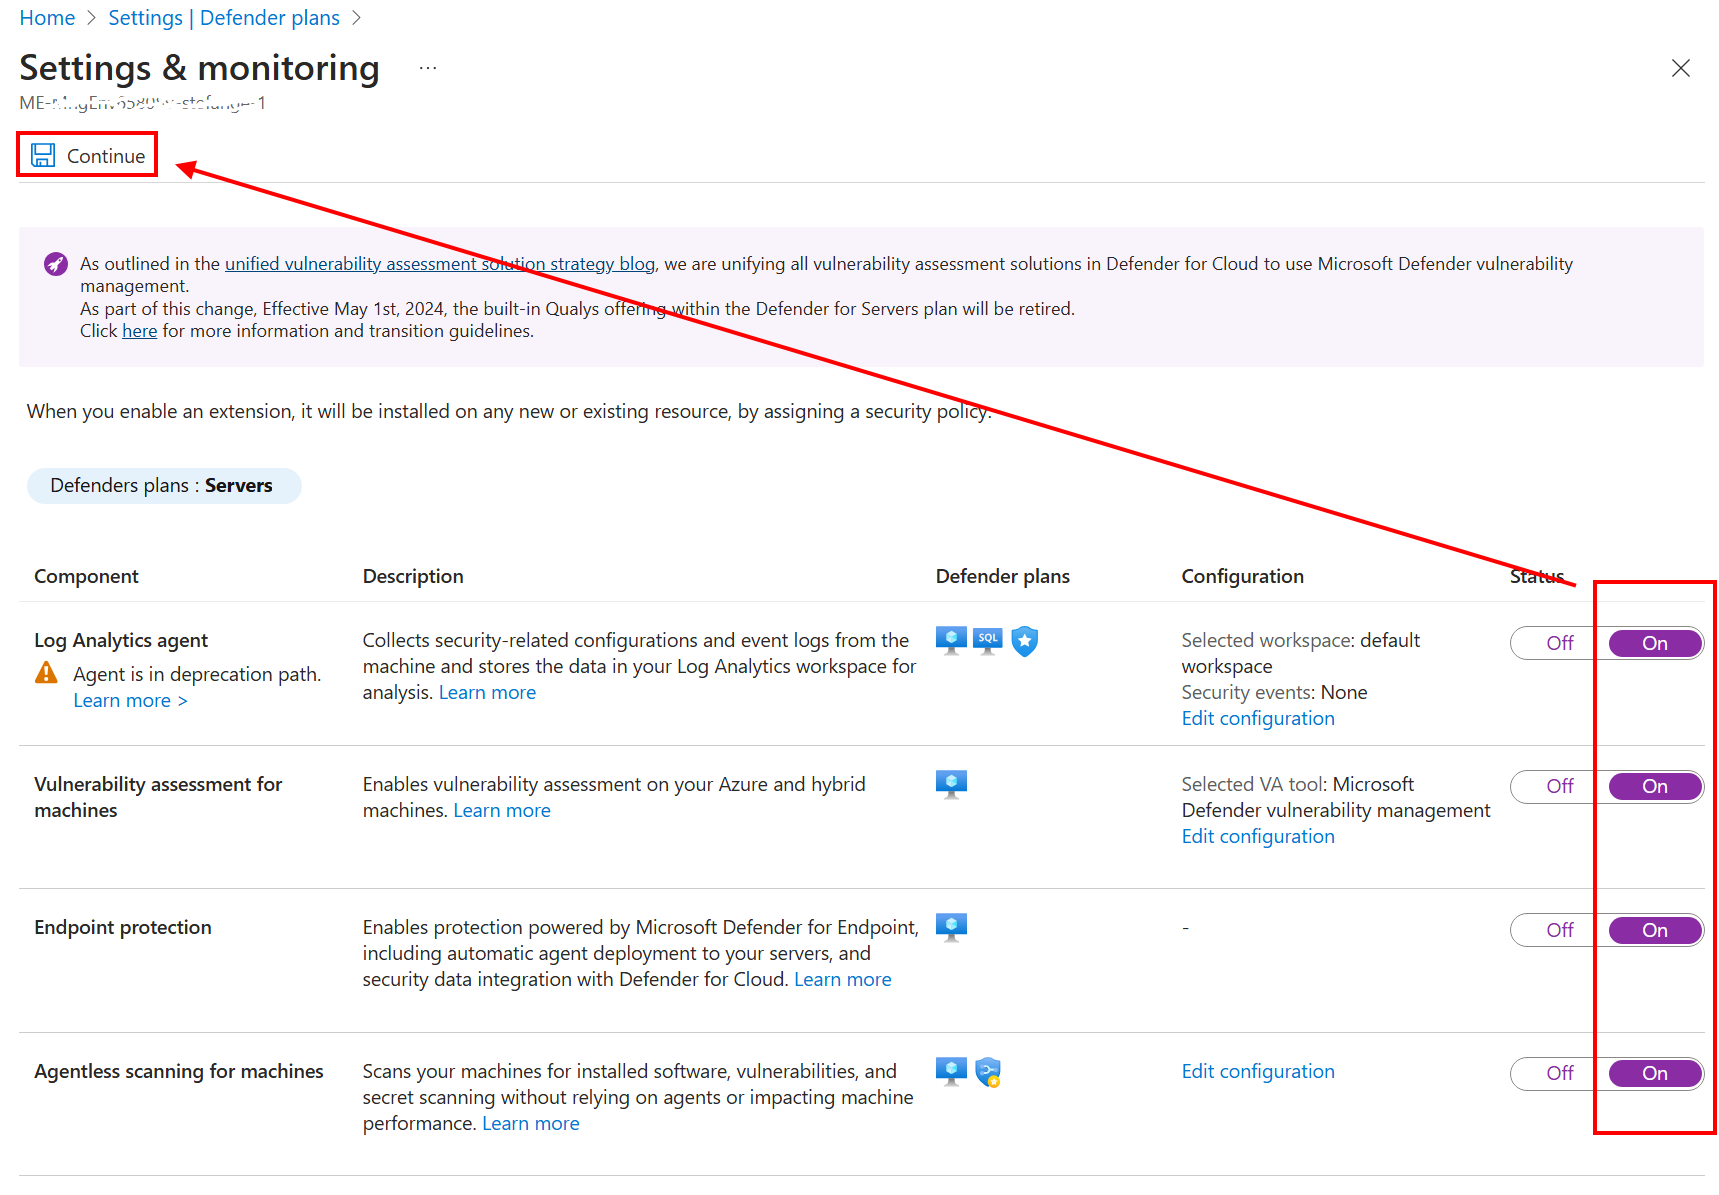 Home > Settings | Defender plans >
Settings & monitoring ...
Continue
As outlined in the unified vulnerability assessment solution strategy blog, we are unifying all vulnerability assessment solutions in Defender for Cloud to use Microsoft Defender vulnerability
management.
As part of this change, Effective May 1st, 2024, the built-in Qualys offering within the Defender for Servers plan will be retired.
Click here for more information and transition guidelines.
When you enable an extension, it will be installed on any new or existing resource, by assigning a security policy.
Defenders plans : Servers
Component Description Defender plans Configuration Status
Log Analytics agent
Agent is in deprecation path.
Learn more >
Collects security-related configurations and event logs from the
machine and stores the data in your Log Analytics workspace for
analysis. Learn more
SQL
Selected workspace: default
workspace
Security events: None
Edit configuration
Off On
Vulnerability assessment for
machines
Enables vulnerability assessment on your Azure and hybrid
machines. Learn more
Selected VA tool: Microsoft
Defender vulnerability management
Edit configuration
Off On
Endpoint protection
Enables protection powered by Microsoft Defender for Endpoint,
including automatic agent deployment to your servers, and
security data integration with Defender for Cloud. Learn more
-
Off On
Agentless scanning for machines
Scans your machines for installed software, vulnerabilities, and
secret scanning without relying on agents or impacting machine
performance. Learn more
Edit configuration
Off On